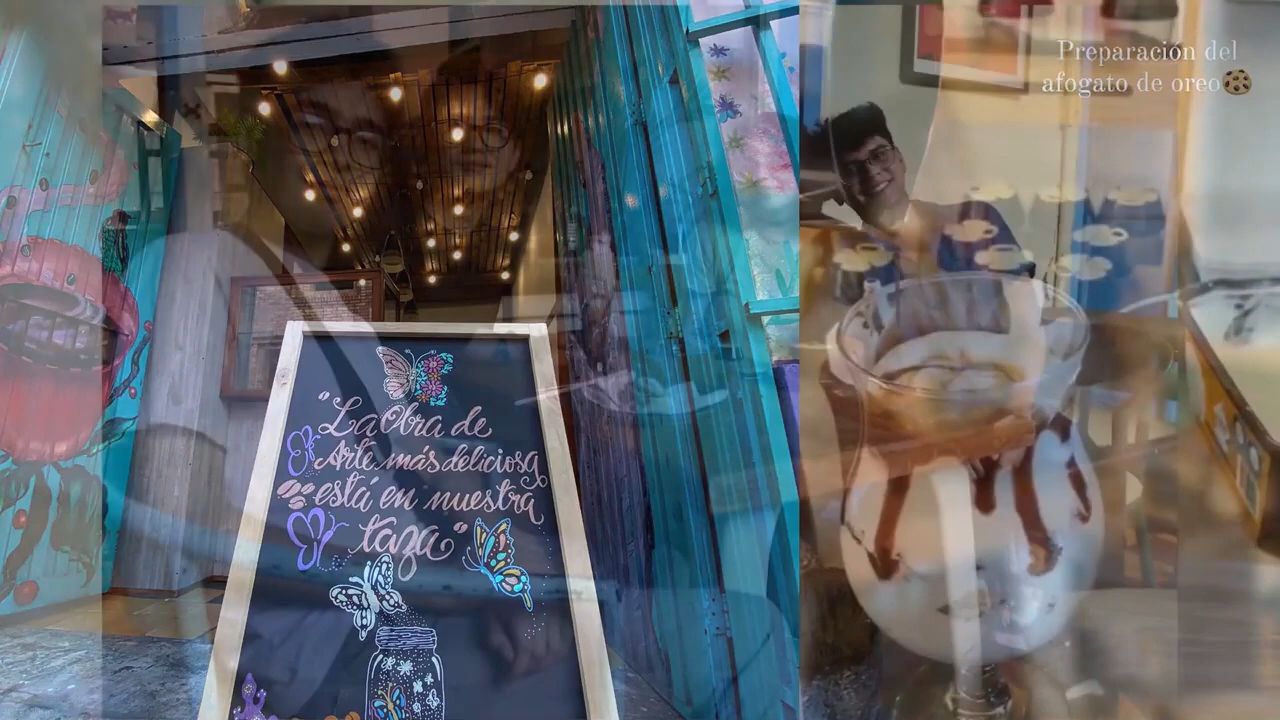 Preparación del
afogato de oreo🍪
"La Obra de
Arte más deliciosa
está en nuestra
taza"